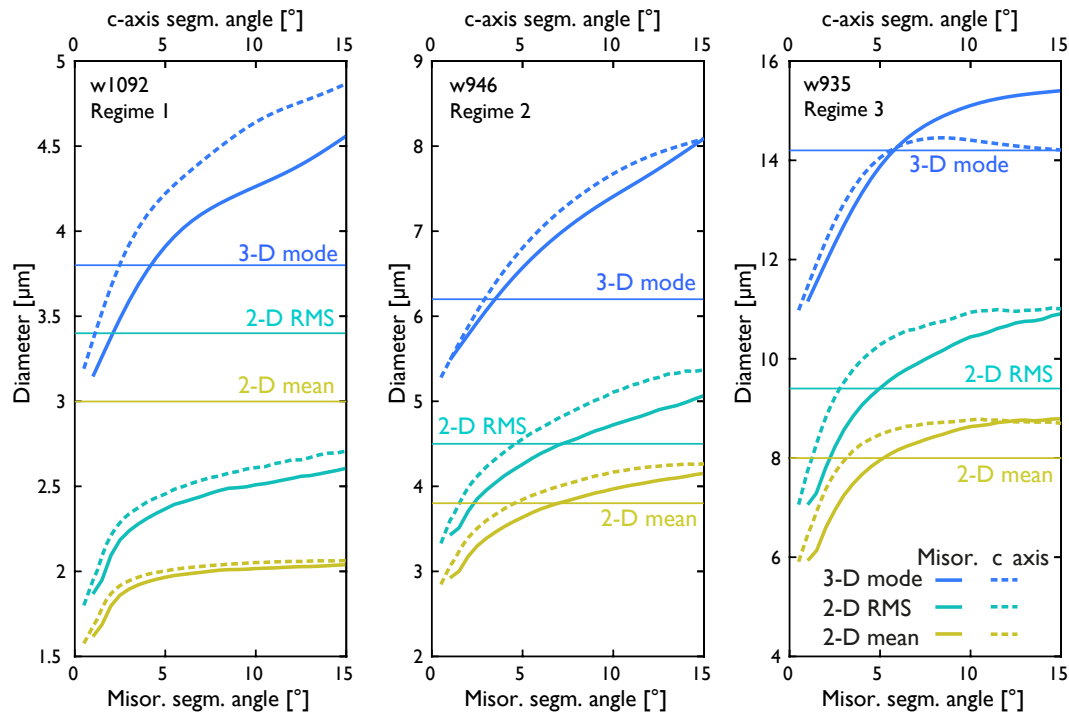 c-axis segm. angle [°]
0 5 10 15
w1092
Regime 1
5
4.5
4
3.5
3
2.5
2
1.5
Diameter [µm]
3-D mode
2-D RMS
2-D mean
0 5 10 15
Misor. segm. angle [°]
c-axis segm. angle [°]
0 5 10 15
w946
Regime 2
9
8
7
6
5
4
3
2
Diameter [µm]
3-D mode
2-D RMS
2-D mean
0 5 10 15
Misor. segm. angle [°]
c-axis segm. angle [°]
0 5 10 15
w935
Regime 3
16
14
12
10
8
6
4
Diameter [µm]
3-D mode
2-D RMS
2-D mean
Misor. c axis
3-D mode
2-D RMS
2-D mean
0 5 10 15
Misor. segm. angle [°]